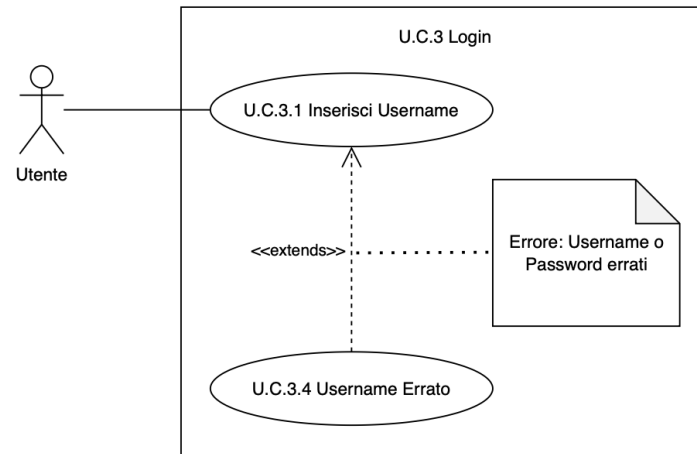 U.C.3 Login
U.C.3.1 Inserisci Username
Utente
Errore: Username o
Password errati
<<extends>>
U.C.3.4 Username Errato